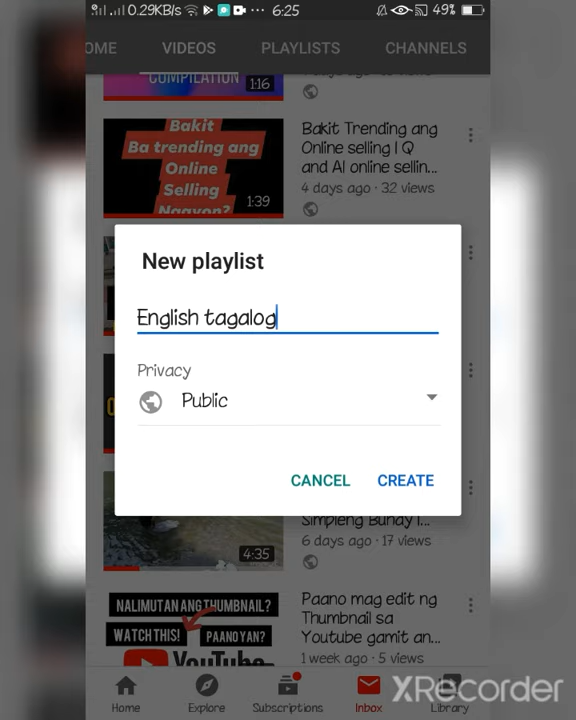 0.29KB/s 6:25 49%
OME VIDEOS PLAYLISTS CHANNELS
COMPILATION
1:16
Bakit
Ba trending ang
Online
Selling
Ngayon?
1:39
Bakit Trending ang
Online selling | Q
and A| online sellin...
4 days ago · 32 views
New playlist
English tagalog
Privacy
Public
CANCEL CREATE
4:35
Simpleng Buhay |...
6 days ago · 17 views
NALIMUTAN ANG THUMBNAIL?
WATCH THIS!
PAANO YAN?
YouTube
Paano mag edit ng
Thumbnail sa
Youtube gamit an...
1 week ago · 5 views
Home Explore Subscriptions Inbox Library
XRecorder